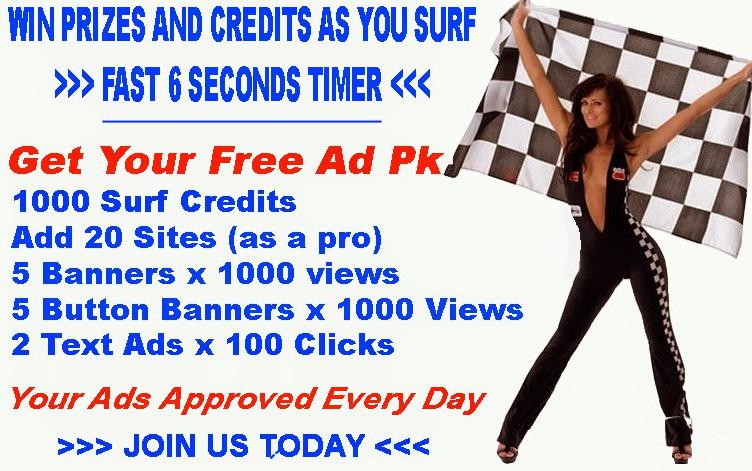 WIN PRIZES AND CREDITS AS YOU SURF
>>> FAST 6 SECONDS TIMER <<<
Get Your Free Ad Pk
1000 Surf Credits
Add 20 Sites (as a pro)
5 Banners x 1000 views
5 Button Banners x 1000 Views
2 Text Ads x 100 Clicks
Your Ads Approved Every Day
>>> JOIN US TODAY <<<